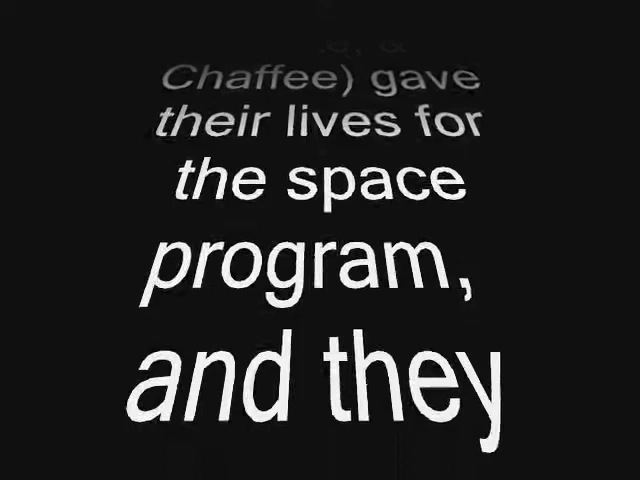 Chaffee) gave
their lives for
the space
program,
and they